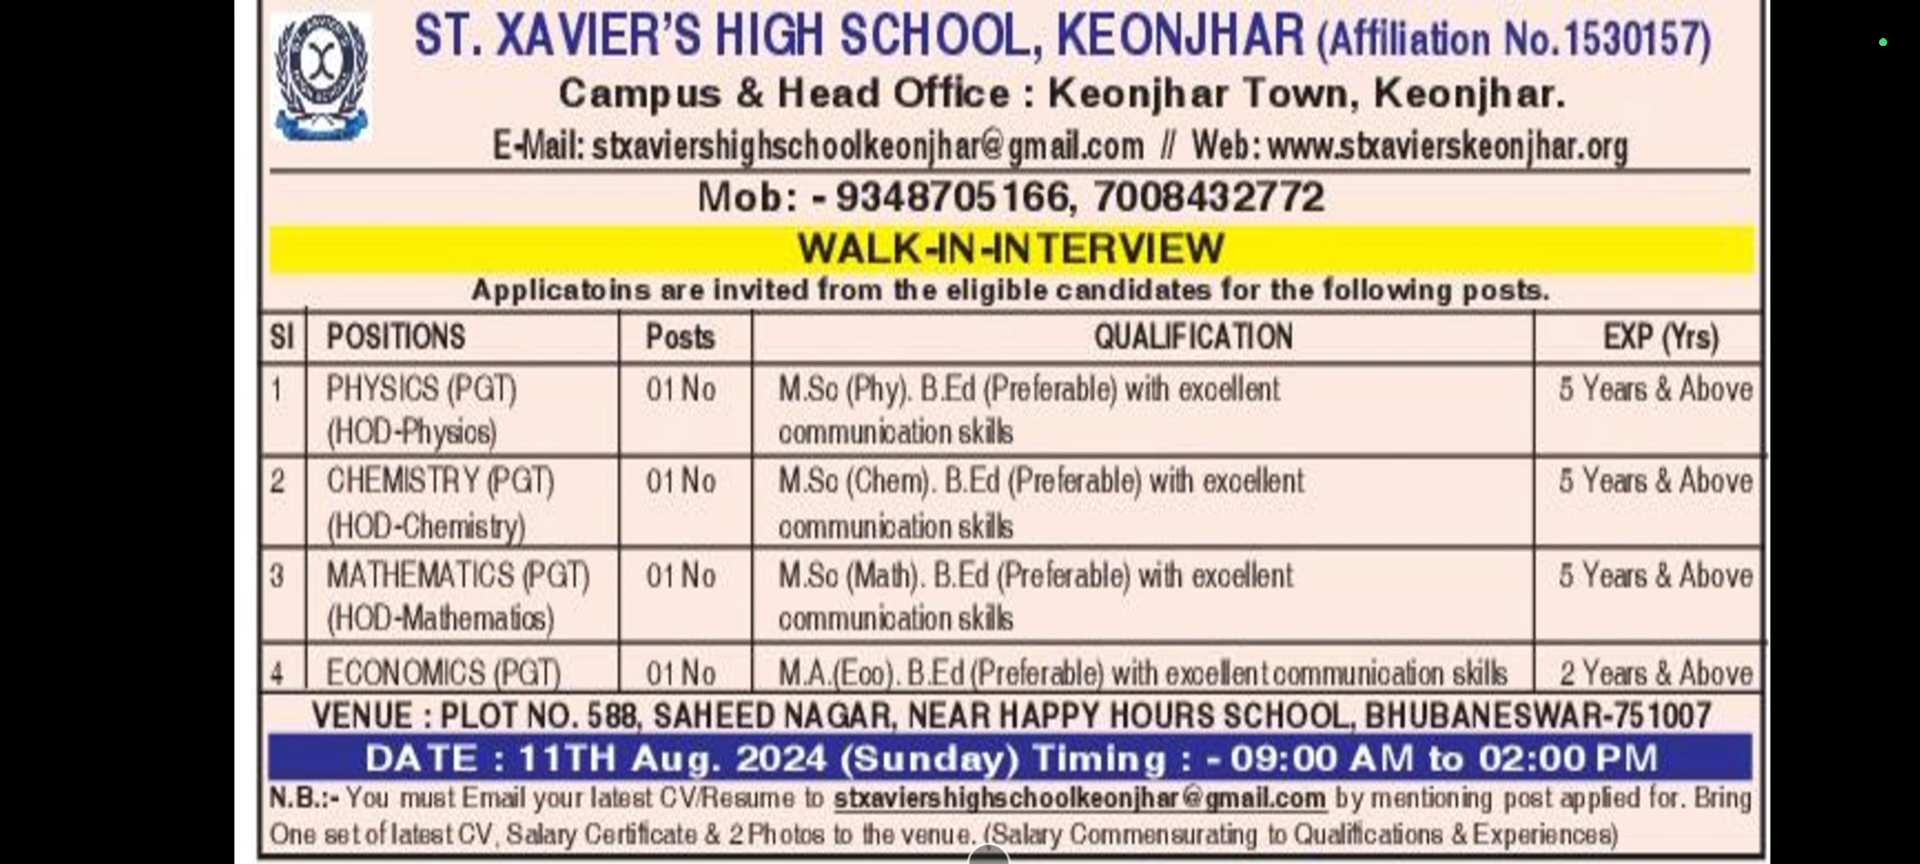 ST. XAVIER'S HIGH SCHOOL, KEONJHAR (Affiliation No.1530157)
Campus & Head Office : Keonjhar Town, Keonjhar.
E-Mail: stxaviershighschoolkeonjhar@gmail.com // Web: www.stxavierskeonjhar.org
Mob: - 9348705166, 7008432772
WALK-IN-INTERVIEW
Applicatoins are invited from the eligible candidates for the following posts.
Sl POSITIONS Posts QUALIFICATION EXP (Yrs)
1 PHYSICS (PGT) 01 No M.Sc (Phy). B.Ed (Preferable) with excellent 5 Years & Above
(HOD-Physics) communication skills
2 CHEMISTRY (PGT) 01 No M.Sc (Chem). B.Ed (Preferable) with excellent 5 Years & Above
(HOD-Chemistry) communication skills
3 MATHEMATICS (PGT) 01 No M.Sc (Math). B.Ed (Preferable) with excellent 5 Years & Above
(HOD-Mathematics) communication skills
4 ECONOMICS (PGT) 01 No M.A.(Eco). B.Ed (Preferable) with excellent communication skills 2 Years & Above
VENUE : PLOT NO. 588, SAHEED NAGAR, NEAR HAPPY HOURS SCHOOL, BHUBANESWAR-751007
DATE : 11TH Aug. 2024 (Sunday) Timing : - 09:00 AM to 02:00 PM
N.B.:- You must Email your latest CV/Resume to stxaviershighschoolkeonjhar@gmail.com by mentioning post applied for. Bring
One set of latest CV, Salary Certificate & 2 Photos to the venue. (Salary Commensurating to Qualifications & Experiences)